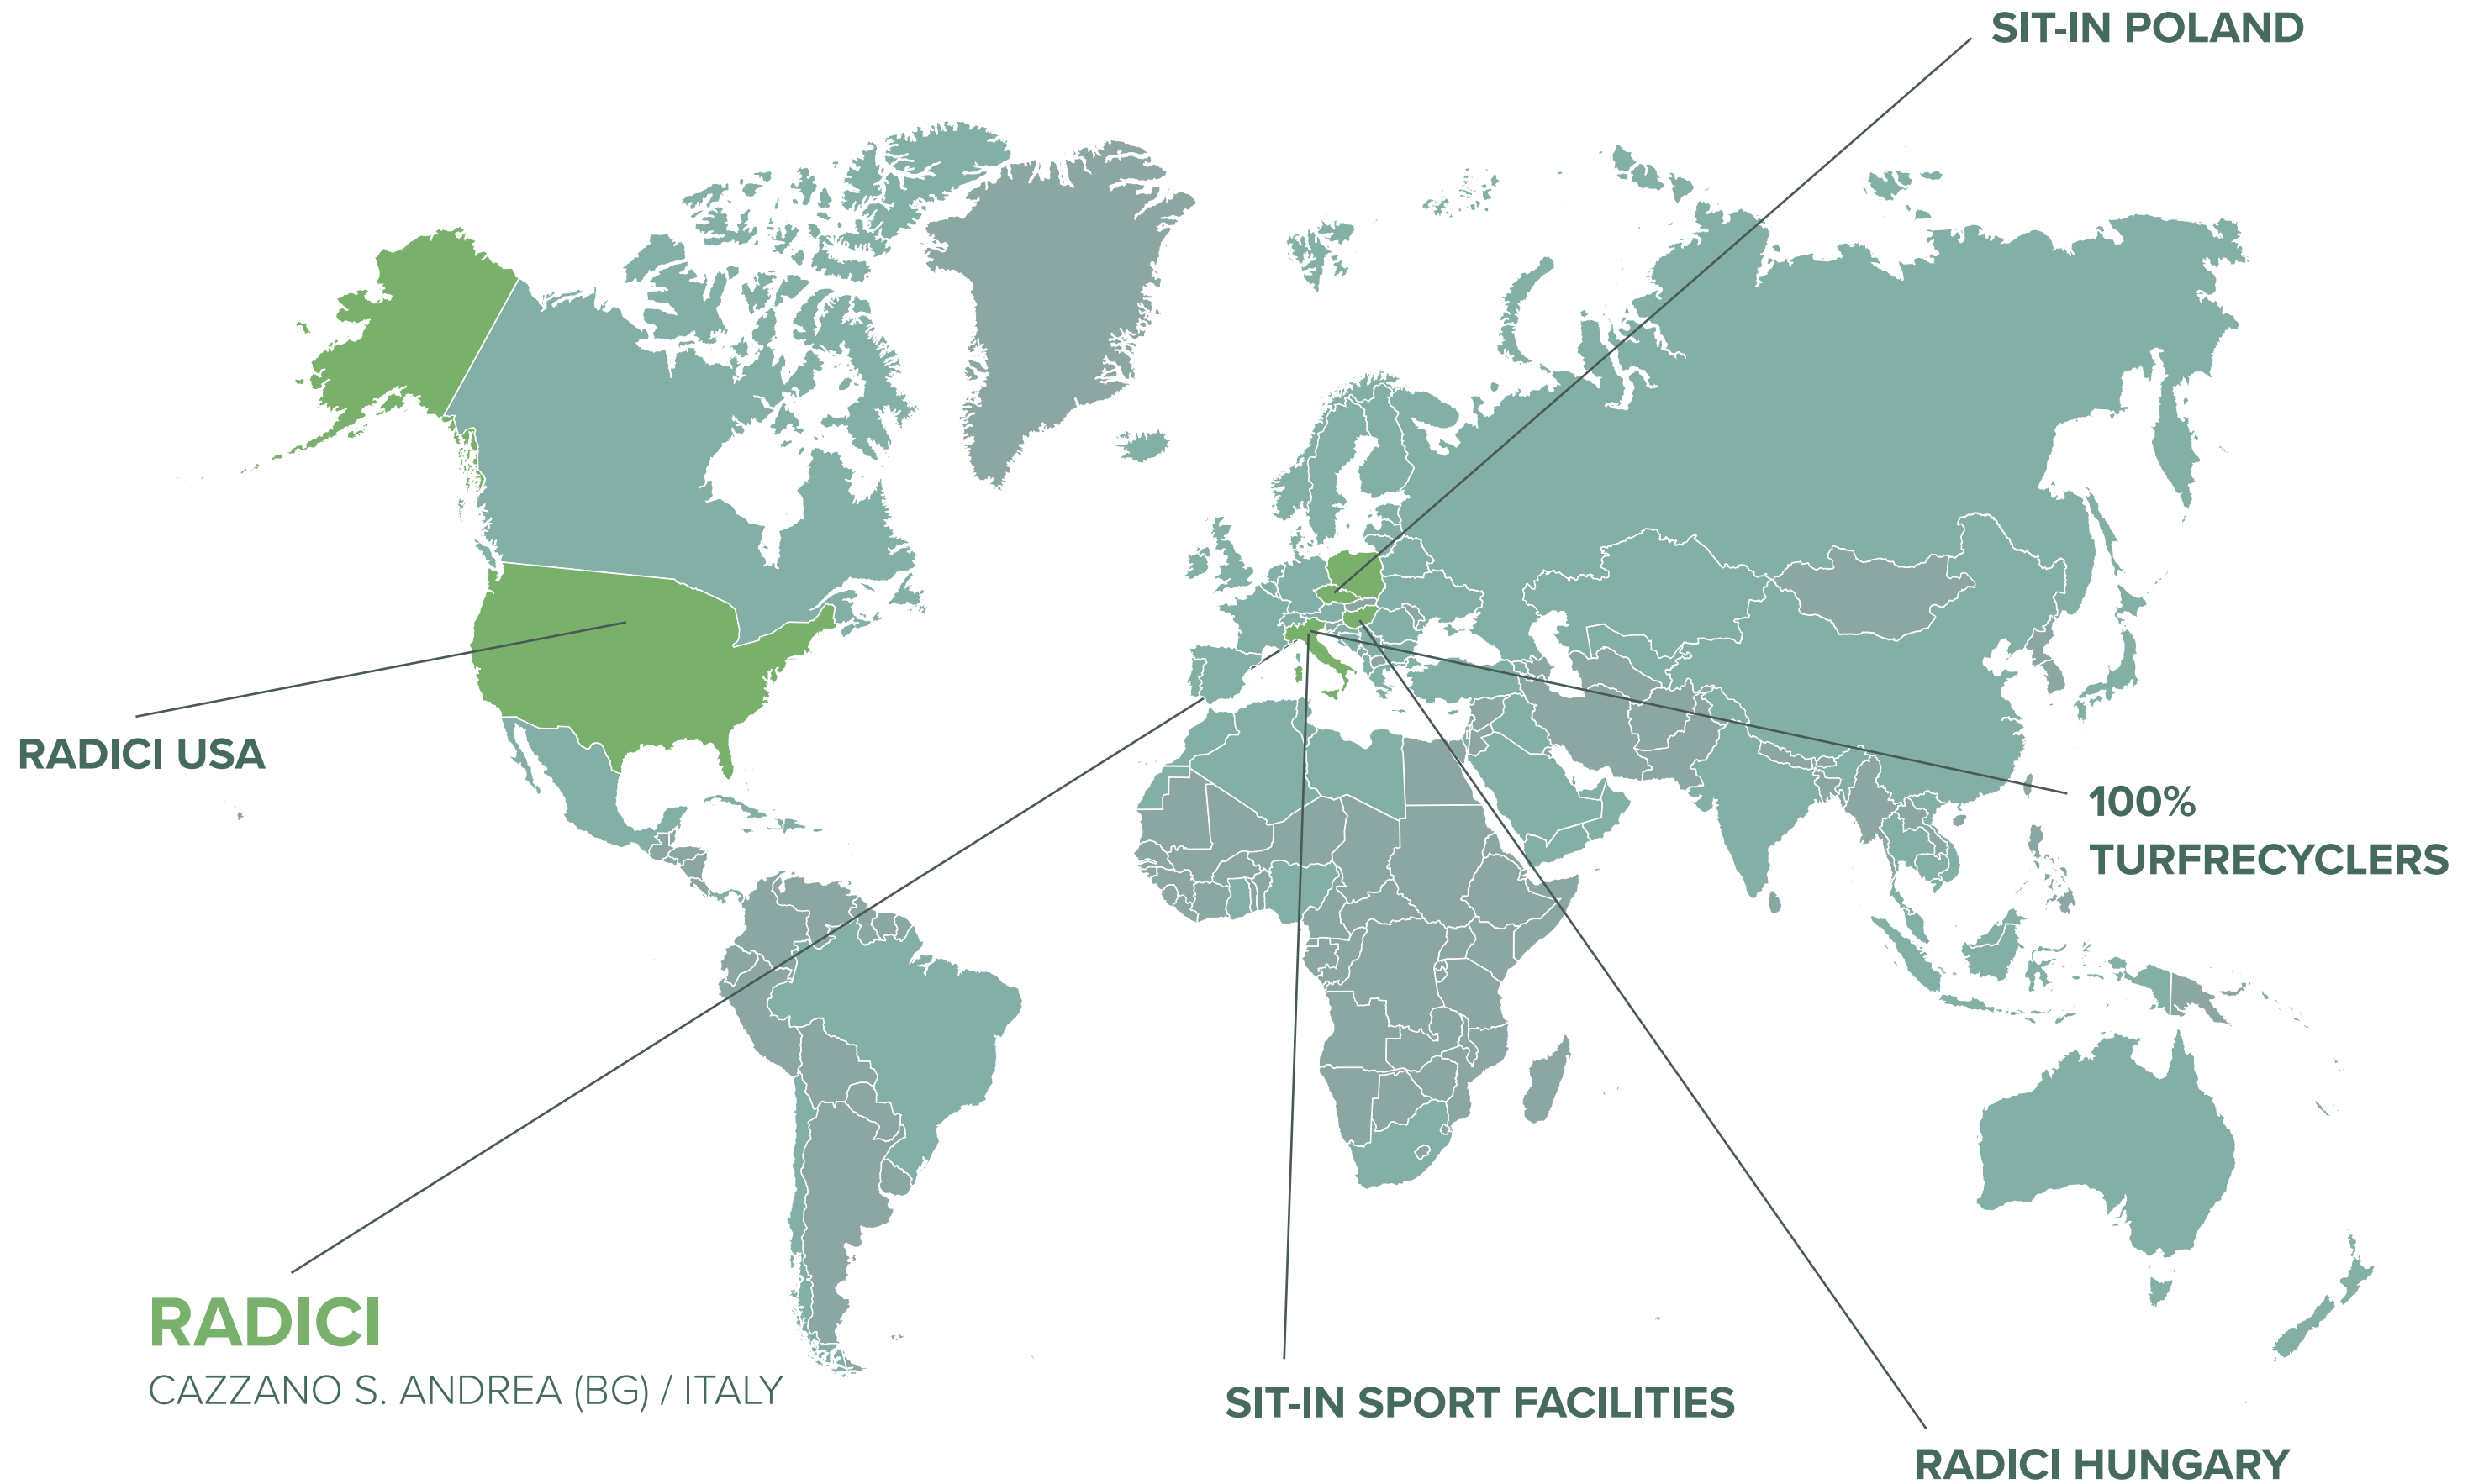 SIT-IN POLAND
RADICI USA
100%
TURFRECYCLERS
RADICI
CAZZANO S. ANDREA (BG) / ITALY
SIT-IN SPORT FACILITIES
RADICI HUNGARY